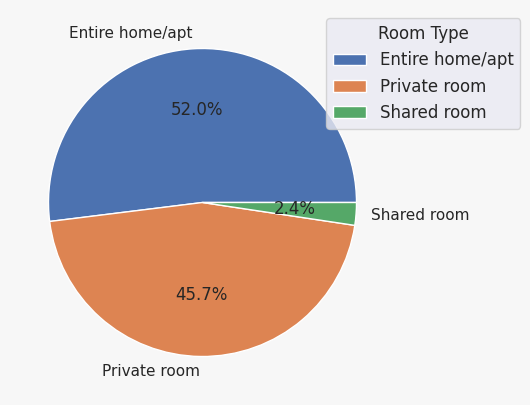 Entire home/apt
Room Type
Entire home/apt
Private room
Shared room
52.0%
2.4%
Shared room
45.7%
Private room